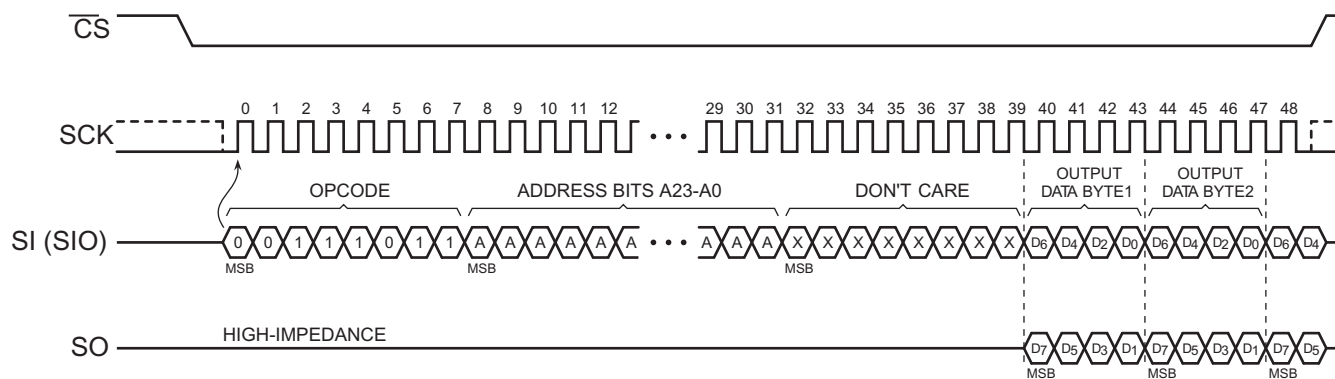 CS
0 1 2 3 4 5 6 7 8 9 10 11 12 29 30 31 32 33 34 35 36 37 38 39 40 41 42 43 44 45 46 47 48
SCK
OPCODE ADDRESS BITS A23-A0 DON'T CARE
OUTPUT
DATA BYTE1
OUTPUT
DATA BYTE2
SI (SIO) 0 0 1 1 1 0 1 1 A A A A A A A A A X X X X X X X X D6 D4 D2 D0 D6 D4 D2 D0 D6 D4
MSB MSB MSB
HIGH-IMPEDANCE
SO D7 D5 D3 D1 D7 D5 D3 D1 D7 D5
MSB MSB MSB